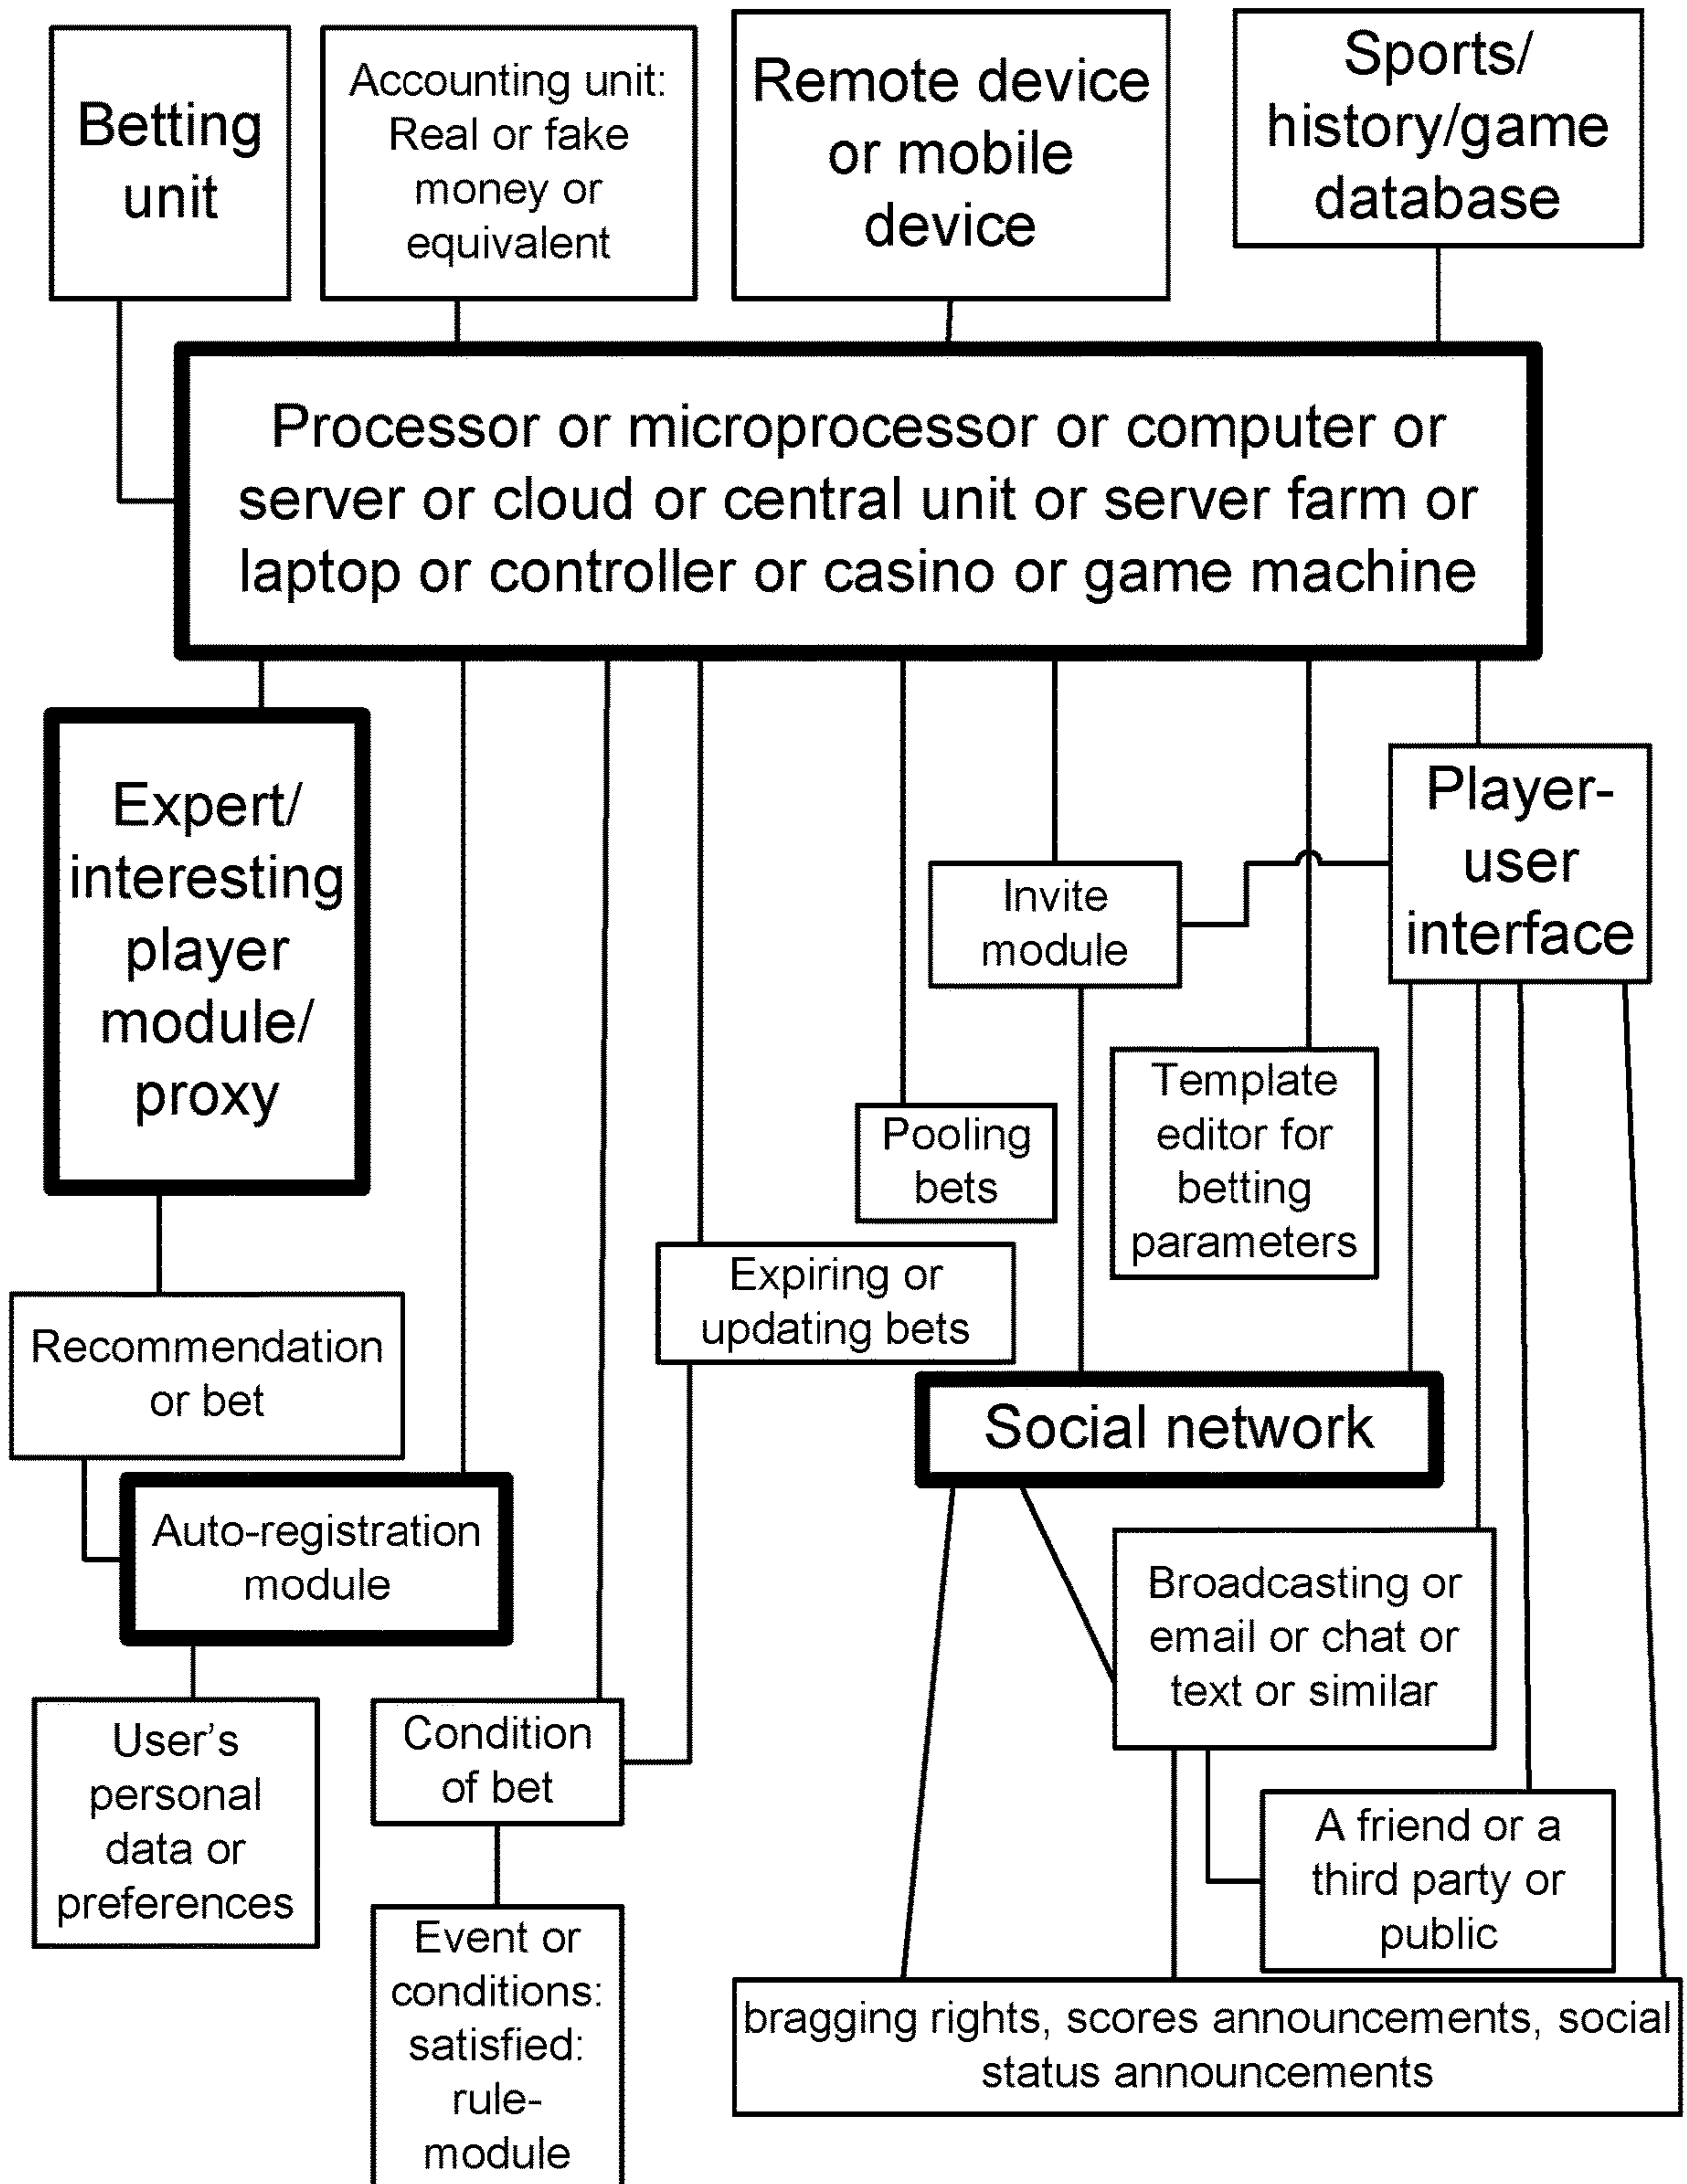 Betting
unit
Accounting unit:
Real or fake
money or
equivalent
Remote device
or mobile
device
Sports/
history/game
database
Processor or microprocessor or computer or
server or cloud or central unit or server farm or
laptop or controller or casino or game machine
Expert/
interesting
player
module/
proxy
Player-
user
interface
Invite
module
Template
editor for
betting
parameters
Pooling
bets
Expiring or
updating bets
Recommendation
or bet
Social network
Auto-registration
module
Broadcasting or
email or chat or
text or similar
User’s
personal
data or
preferences
Condition
of bet
A friend or a
third party or
public
Event or
conditions:
satisfied:
rule-
module
bragging rights, scores announcements, social
status announcements